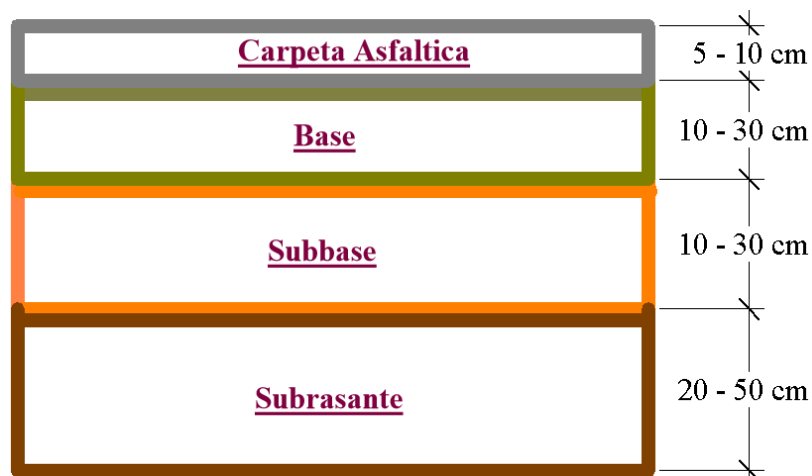 Carpeta Asfaltica
5 - 10 cm
Base
10 - 30 cm
Subbase
10 - 30 cm
Subrasante
20 - 50 cm